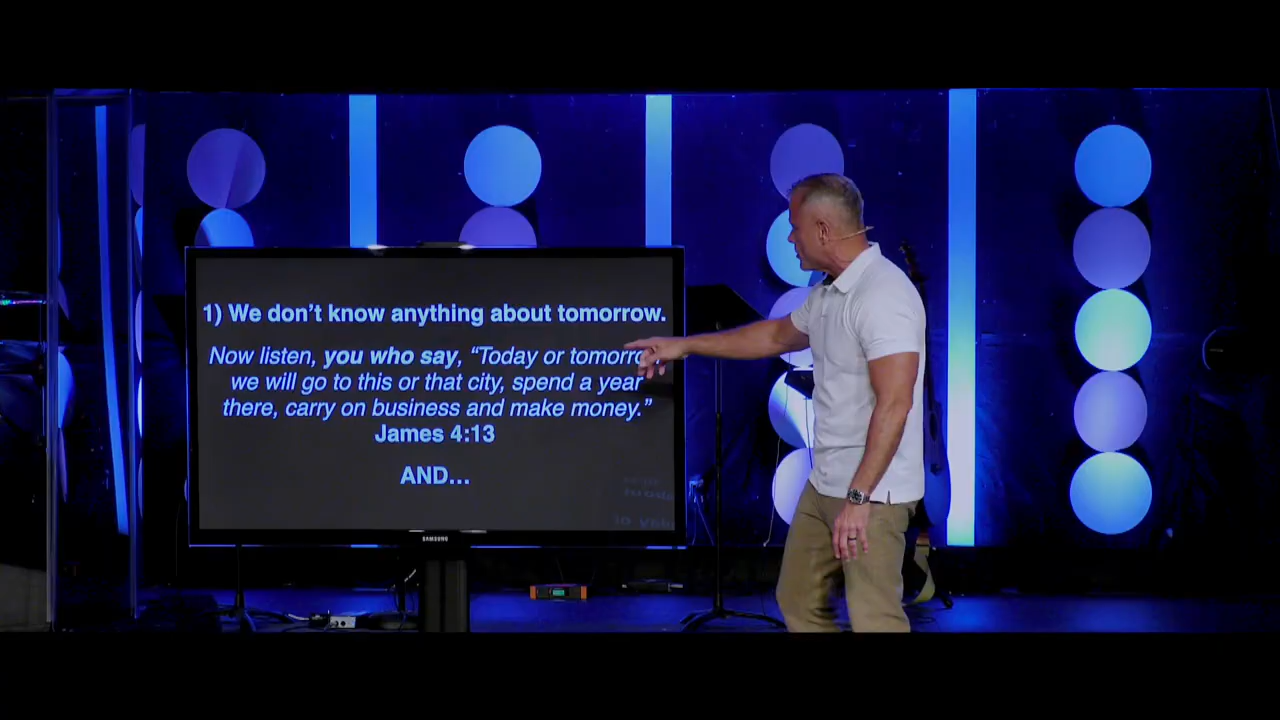 1) We don't know anything about tomorrow.
Now listen, you who say, "Today or tomorro
we will go to this or that city, spend a year
there, carry on business and make money."
James 4:13
AND...
SAMSUNG